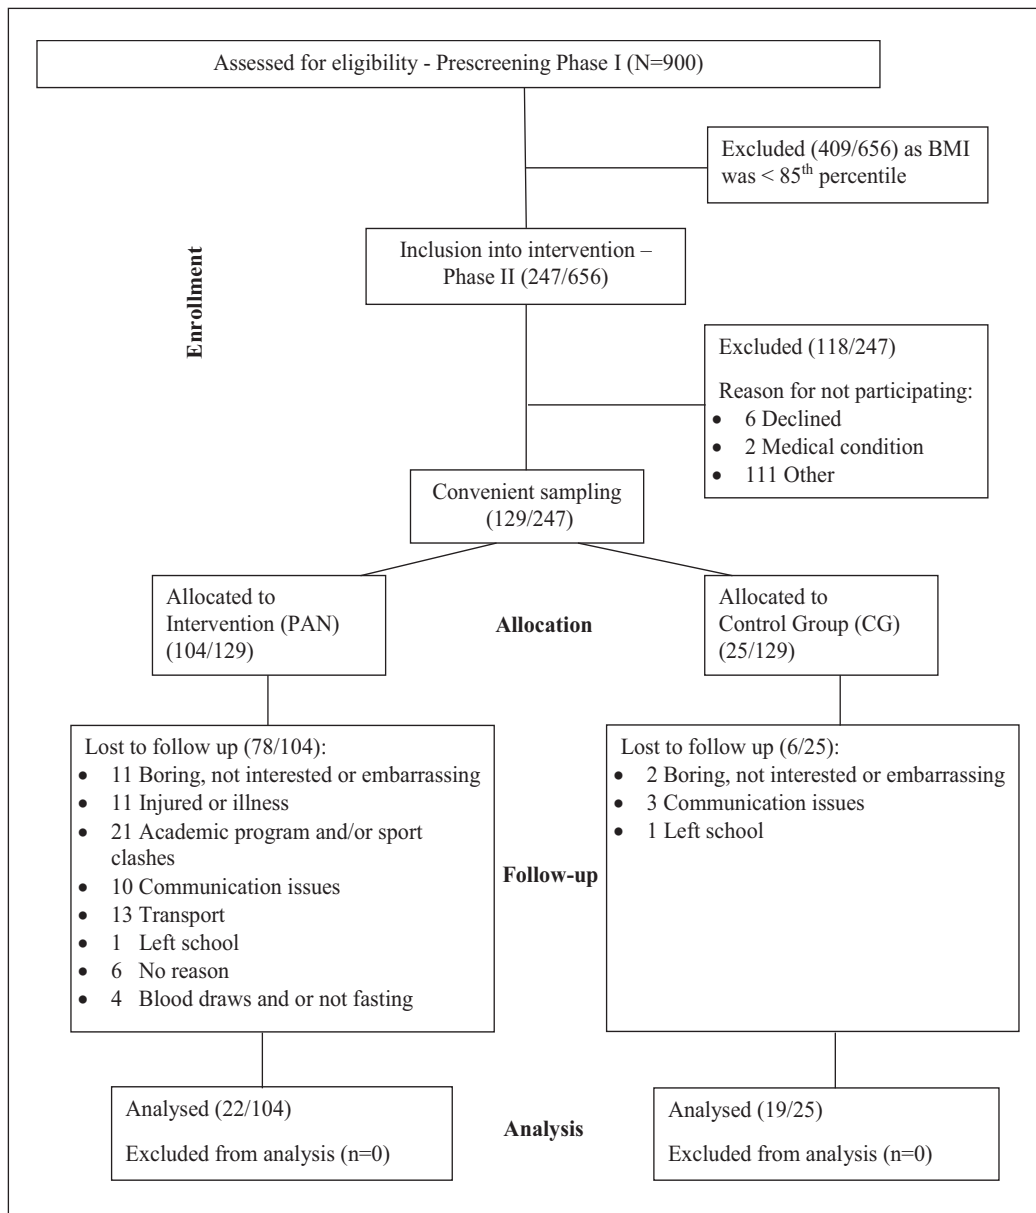 Assessed for eligibility - Prescreening Phase I (N=900)
Excluded (409/656) as BMI
was < 85th percentile
Enrollment
Inclusion into intervention –
Phase II (247/656)
Excluded (118/247)
Reason for not participating:
• 6 Declined
• 2 Medical condition
• 111 Other
Convenient sampling
(129/247)
Allocated to
Intervention (PAN)
(104/129)
Allocation
Allocated to
Control Group (CG)
(25/129)
Lost to follow up (78/104):
• 11 Boring, not interested or embarrassing
• 11 Injured or illness
• 21 Academic program and/or sport
clashes
• 10 Communication issues
• 13 Transport
• 1 Left school
• 6 No reason
• 4 Blood draws and or not fasting
Follow-up
Lost to follow up (6/25):
• 2 Boring, not interested or embarrassing
• 3 Communication issues
• 1 Left school
Analysed (22/104)
Excluded from analysis (n=0)
Analysis
Analysed (19/25)
Excluded from analysis (n=0)